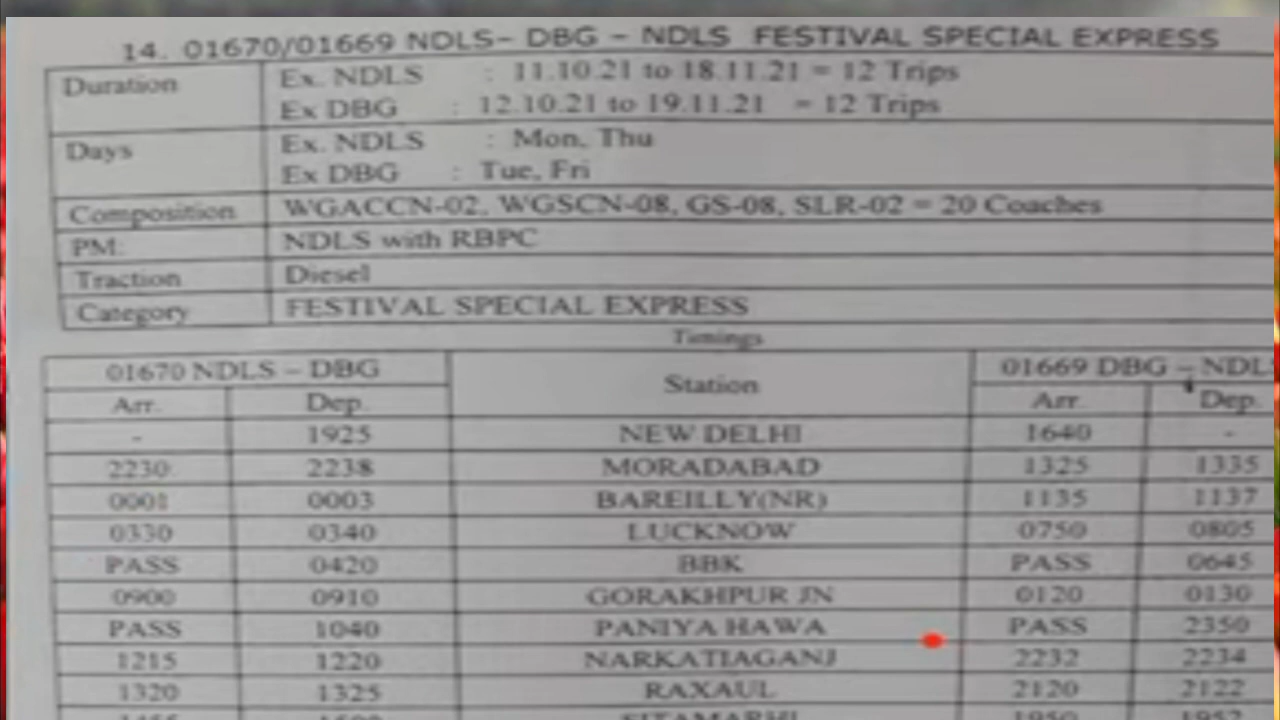 14. 01670/01669 NDLS– DBG – NDLS FESTIVAL SPECIAL EXPRESS
Duration Ex. NDLS : 11.10.21 to 18.11.21 = 12 Trips
Ex DBG : 12.10.21 to 19.11.21 = 12 Trips
Days Ex. NDLS : Mon, Thu
Ex DBG : Tue, Fri
Composition WGACCN-02, WGSCN-08, GS-08, SLR-02 = 20 Coaches
PM: NDLS with RBPC
Traction Diesel
Category FESTIVAL SPECIAL EXPRESS
Timings
01670 NDLS – DBG Station 01669 DBG – NDLS
Arr. Dep. Arr. Dep.
- 1925 NEW DELHI 1640 -
2230 2238 MORADABAD 1325 1335
0001 0003 BAREILLY(NR) 1135 1137
0330 0340 LUCKNOW 0750 0805
PASS 0420 BBK PASS 0645
0900 0910 GORAKHPUR JN 0120 0130
PASS 1040 PANIYA HAWA PASS 2350
1215 1220 NARKATIAGANJ 2232 2234
1320 1325 RAXAUL 2120 2122
SITAMARHI